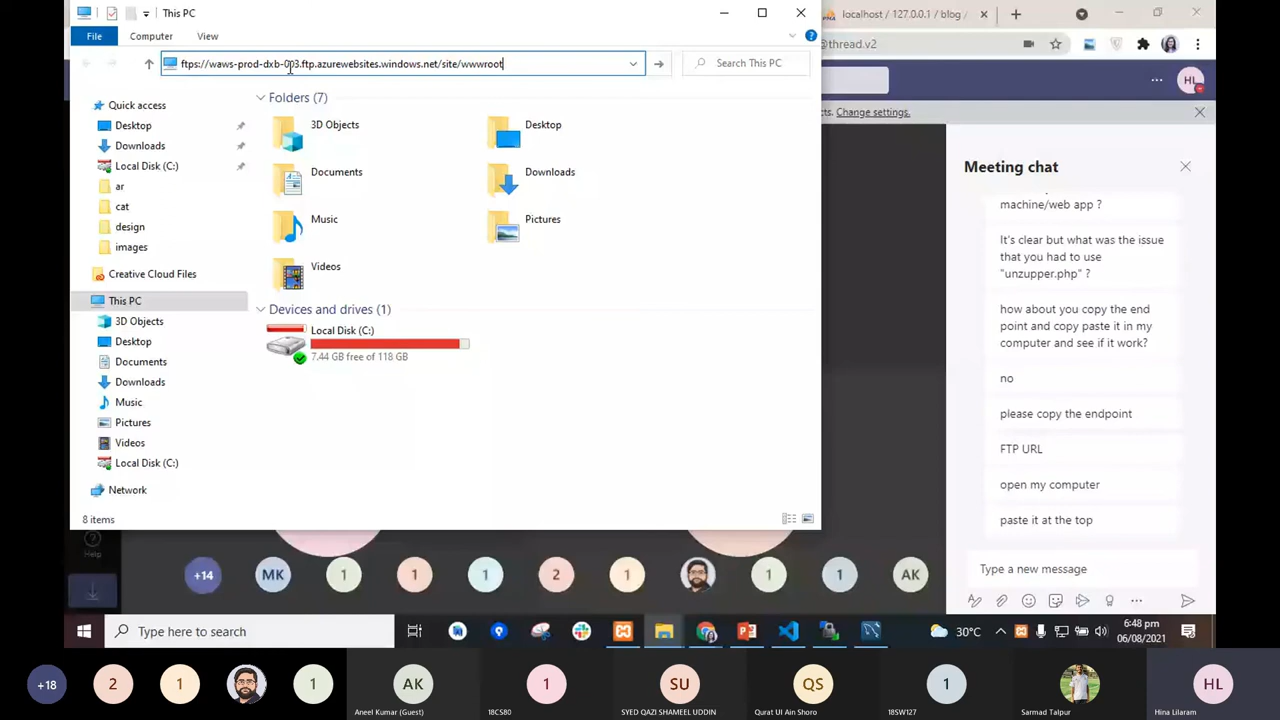 This PC
localhost / 127.0.0.1 / blog /
File
Computer
View
@thread.v2
ftps://waws-prod-dxb-003.ftp.azurewebsites.windows.net/site/wwwroot
Search This PC
HL
Quick access
Desktop
Downloads
Local Disk (C:)
ar
cat
design
images
Creative Cloud Files
This PC
3D Objects
Desktop
Documents
Downloads
Music
Pictures
Videos
Local Disk (C:)
Network
Folders (7)
3D Objects
Desktop
Documents
Downloads
Music
Pictures
Videos
Devices and drives (1)
Local Disk (C:)
7.44 GB free of 118 GB
8 items
cts. Change settings.
Meeting chat
machine/web app ?
It's clear but what was the issue
that you had to use
"unzupper.php" ?
how about you copy the end
point and copy paste it in my
computer and see if it work?
no
please copy the endpoint
FTP URL
open my computer
paste it at the top
Type a new message
Help
+14
MK
1
1
1
2
1
1
1
AK
Type here to search
30°C
6:48 pm
06/08/2021
+18
2
1
1
AK
Aneel Kumar (Guest)
1
18CS80
SU
SYED QAZI SHAMEEL UDDIN
QS
Qurat Ul Ain Shoro
1
18SW127
Sarmad Talpur
HL
Hina Lilaram